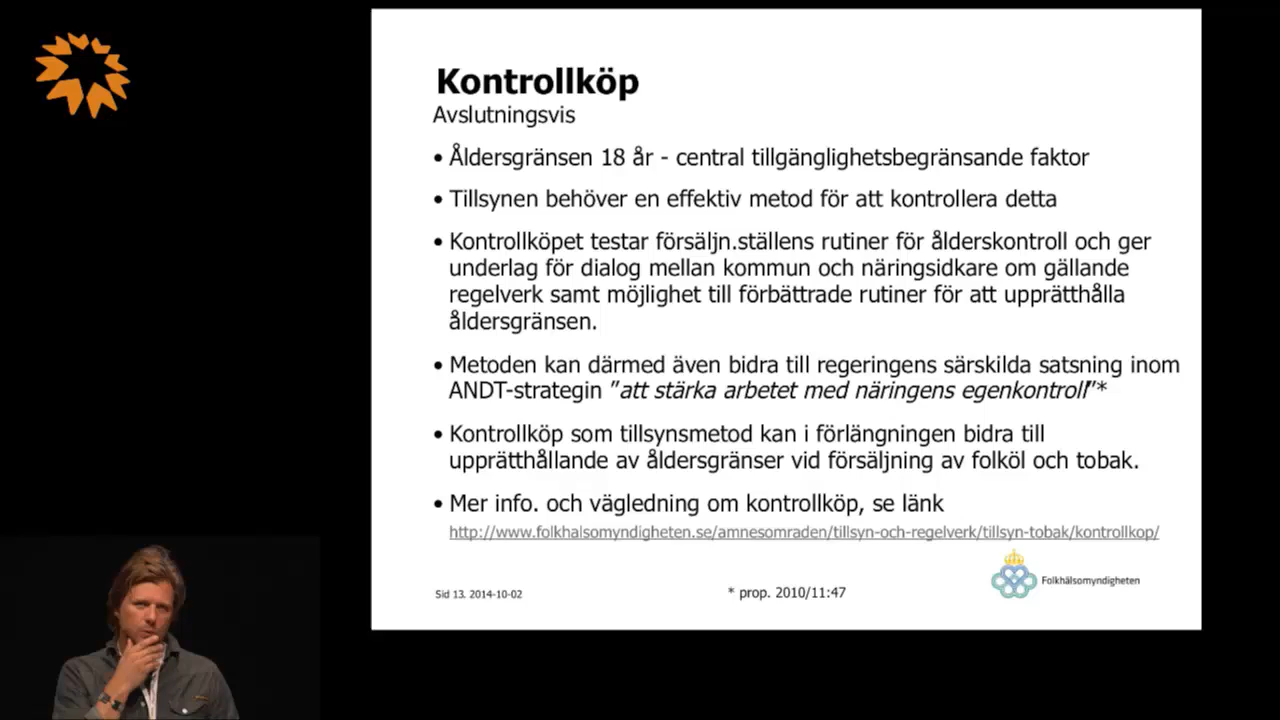 Kontrollköp
Avslutningsvis
• Åldersgränsen 18 år - central tillgänglighetsbegränsande faktor
• Tillsynen behöver en effektiv metod för att kontrollera detta
• Kontrollköpet testar försäljn.ställens rutiner för ålderskontroll och ger
underlag för dialog mellan kommun och näringsidkare om gällande
regelverk samt möjlighet till förbättrade rutiner för att upprätthålla
åldersgränsen.
• Metoden kan därmed även bidra till regeringens särskilda satsning inom
ANDT-strategin ”att stärka arbetet med näringens egenkontroll”*
• Kontrollköp som tillsynsmetod kan i förlängningen bidra till
upprätthållande av åldersgränser vid försäljning av folköl och tobak.
• Mer info. och vägledning om kontrollköp, se länk
http://www.folkhalsomyndigheten.se/amnesomraden/tillsyn-och-regelverk/tillsyn-tobak/kontrollkop/
Folkhälsomyndigheten
Sid 13. 2014-10-02
* prop. 2010/11:47